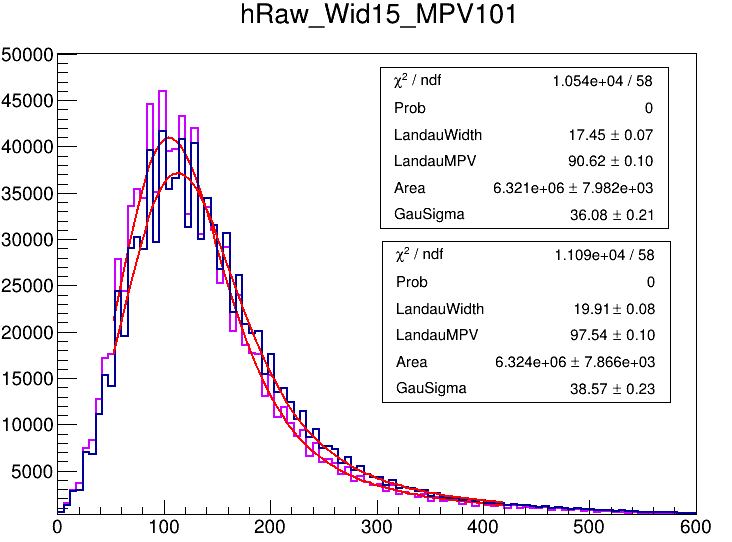 hRaw_Wid15_MPV101
50000
45000
40000
35000
30000
25000
20000
15000
10000
5000
0 100 200 300 400 500 600
χ² / ndf 1.054e+04 / 58
Prob 0
LandauWidth 17.45 ± 0.07
LandauMPV 90.62 ± 0.10
Area 6.321e+06 ± 7.982e+03
GauSigma 36.08 ± 0.21
χ² / ndf 1.109e+04 / 58
Prob 0
LandauWidth 19.91 ± 0.08
LandauMPV 97.54 ± 0.10
Area 6.324e+06 ± 7.866e+03
GauSigma 38.57 ± 0.23